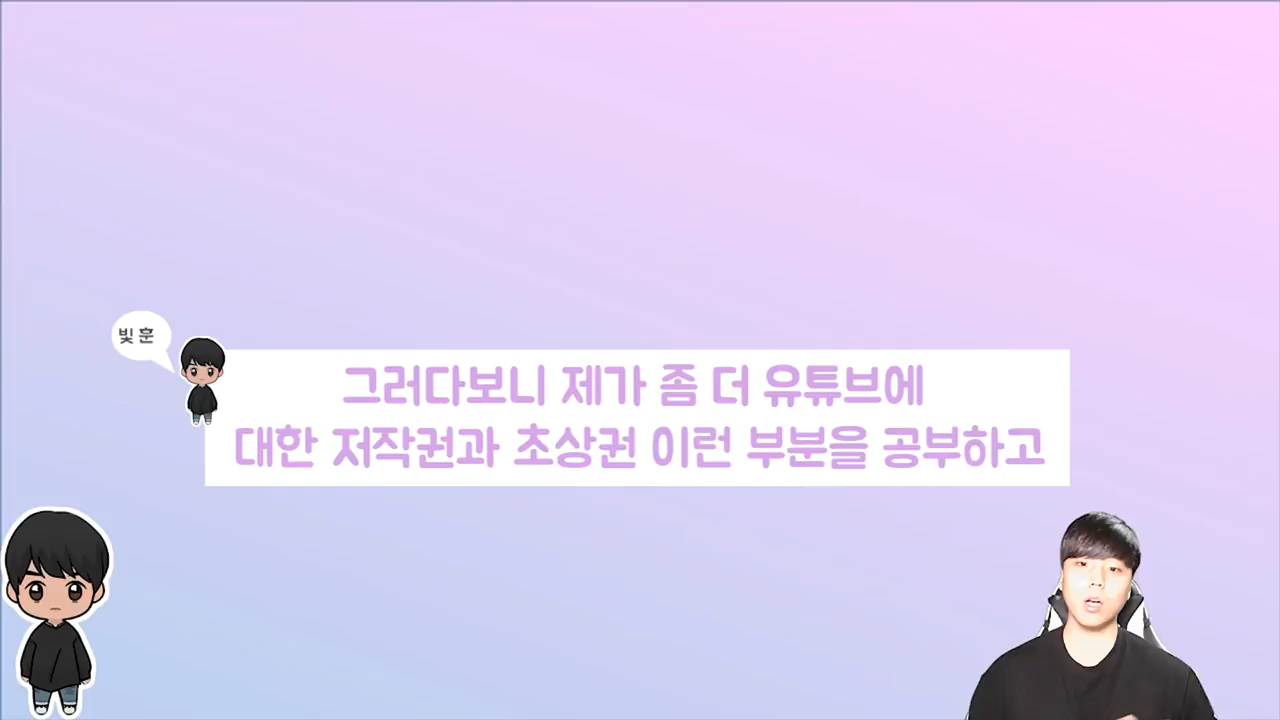 빛 훈
그러다보니 제가 좀 더 유튜브에
대한 저작권과 초상권 이런 부분을 공부하고